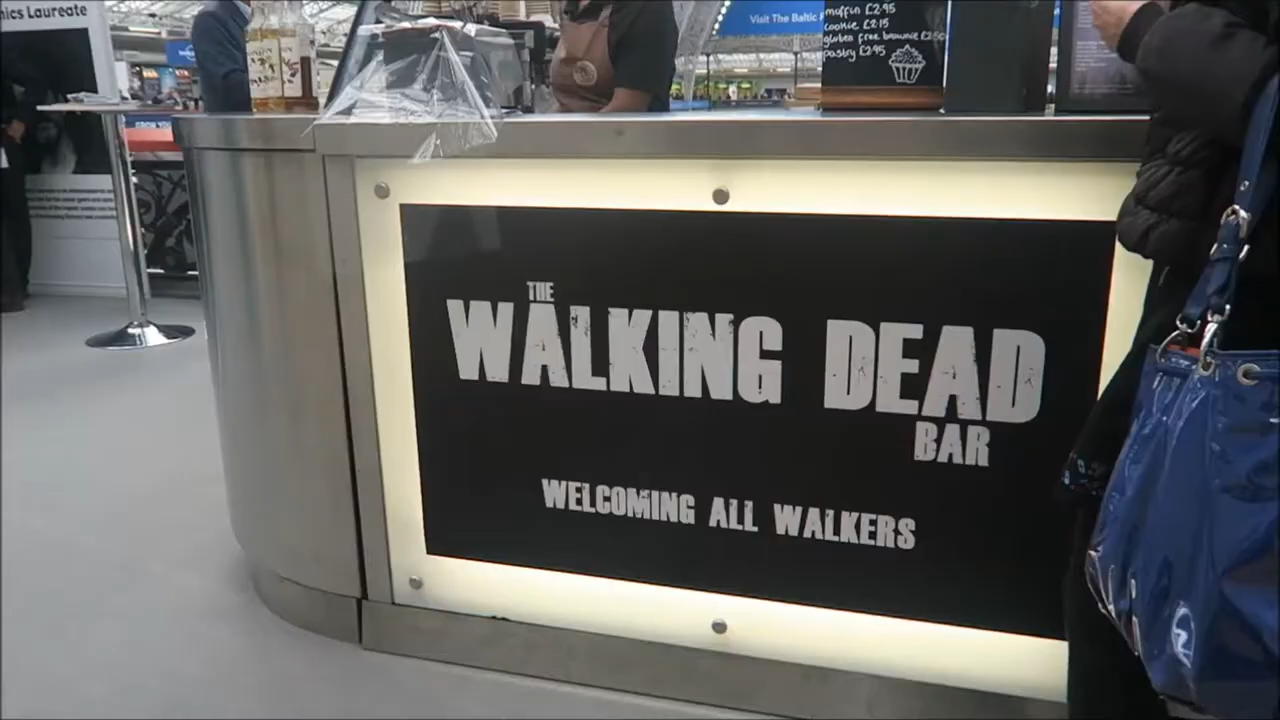 nics Laureate
Visit The Baltic
muffin £2.95
cookie £2.15
gluten free brownie £2.50
pastry £2.95
THE
WALKING DEAD
BAR
WELCOMING ALL WALKERS